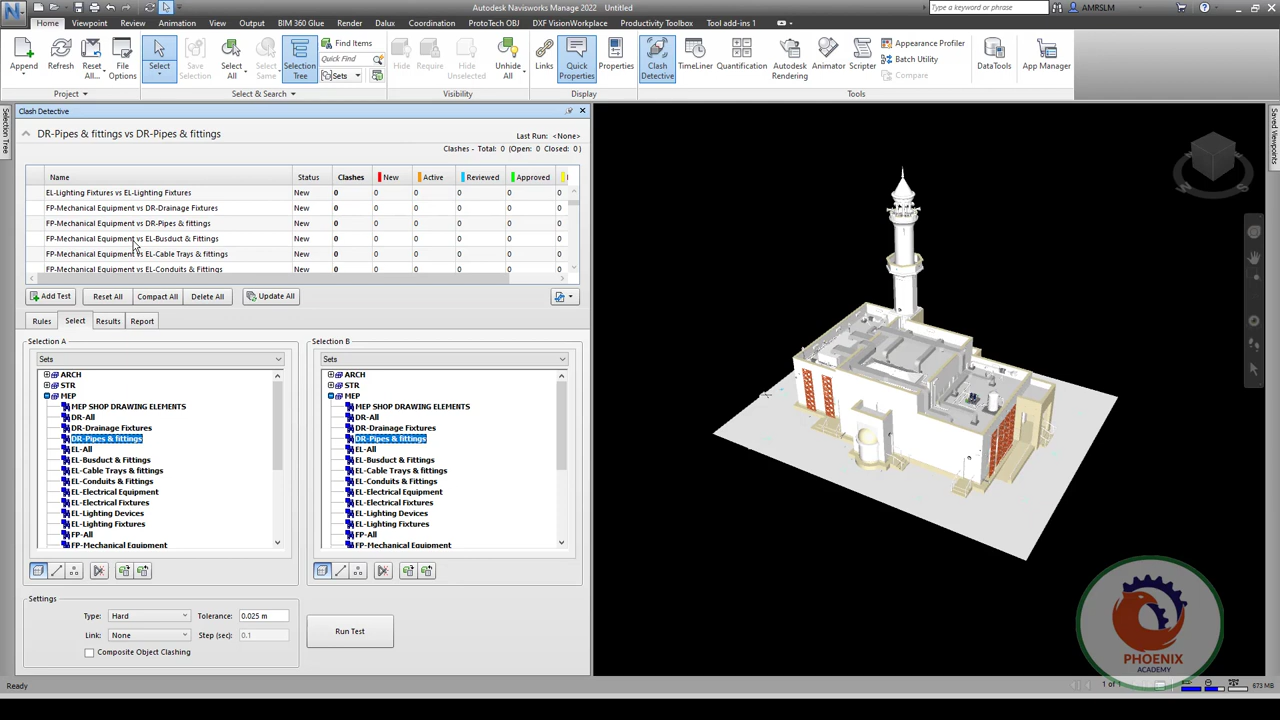 Autodesk Navisworks Manage 2022 Untitled
Type a keyword or phrase
AMRSLM
Home Viewpoint Review Animation View Output BIM 360 Glue Render Dalux Coordination ProtoTech OBJ DXF VisionWorkplace Productivity Toolbox Tool add-ins 1
Append Refresh Reset All... File Options Select Save Selection Select All Select Same Selection Tree Find Items Quick Find Sets Hide Require Hide Unselected Unhide All Links Quick Properties Properties Clash Detective TimeLiner Quantification Autodesk Rendering Animator Scripter Appearance Profiler Batch Utility Compare DataTools App Manager
Project Select & Search Visibility Display Tools
Clash Detective
Selection Tree
Saved Viewpoints
DR-Pipes & fittings vs DR-Pipes & fittings
Last Run: <None>
Clashes - Total: 0 (Open: 0 Closed: 0)
Name Status Clashes New Active Reviewed Approved
EL-Lighting Fixtures vs EL-Lighting Fixtures New 0 0 0 0 0 0
FP-Mechanical Equipment vs DR-Drainage Fixtures New 0 0 0 0 0 0
FP-Mechanical Equipment vs DR-Pipes & fittings New 0 0 0 0 0 0
FP-Mechanical Equipment vs EL-Busduct & Fittings New 0 0 0 0 0 0
FP-Mechanical Equipment vs EL-Cable Trays & fittings New 0 0 0 0 0 0
FP-Mechanical Equipment vs EL-Conduits & Fittings New 0 0 0 0 0 0
Add Test Reset All Compact All Delete All Update All
Rules Select Results Report
Selection A
Sets
ARCH
STR
MEP
MEP SHOP DRAWING ELEMENTS
DR-All
DR-Drainage Fixtures
DR-Pipes & fittings
EL-All
EL-Busduct & Fittings
EL-Cable Trays & fittings
EL-Conduits & Fittings
EL-Electrical Equipment
EL-Electrical Fixtures
EL-Lighting Devices
EL-Lighting Fixtures
FP-All
FP-Mechanical Equipment
Selection B
Sets
ARCH
STR
MEP
MEP SHOP DRAWING ELEMENTS
DR-All
DR-Drainage Fixtures
DR-Pipes & fittings
EL-All
EL-Busduct & Fittings
EL-Cable Trays & fittings
EL-Conduits & Fittings
EL-Electrical Equipment
EL-Electrical Fixtures
EL-Lighting Devices
EL-Lighting Fixtures
FP-All
FP-Mechanical Equipment
Settings
Type: Hard Tolerance: 0.025 m
Link: None Step (sec): 0.1
Composite Object Clashing
Run Test
PHOENIX
ACADEMY
Ready
1 of 1
673 MB